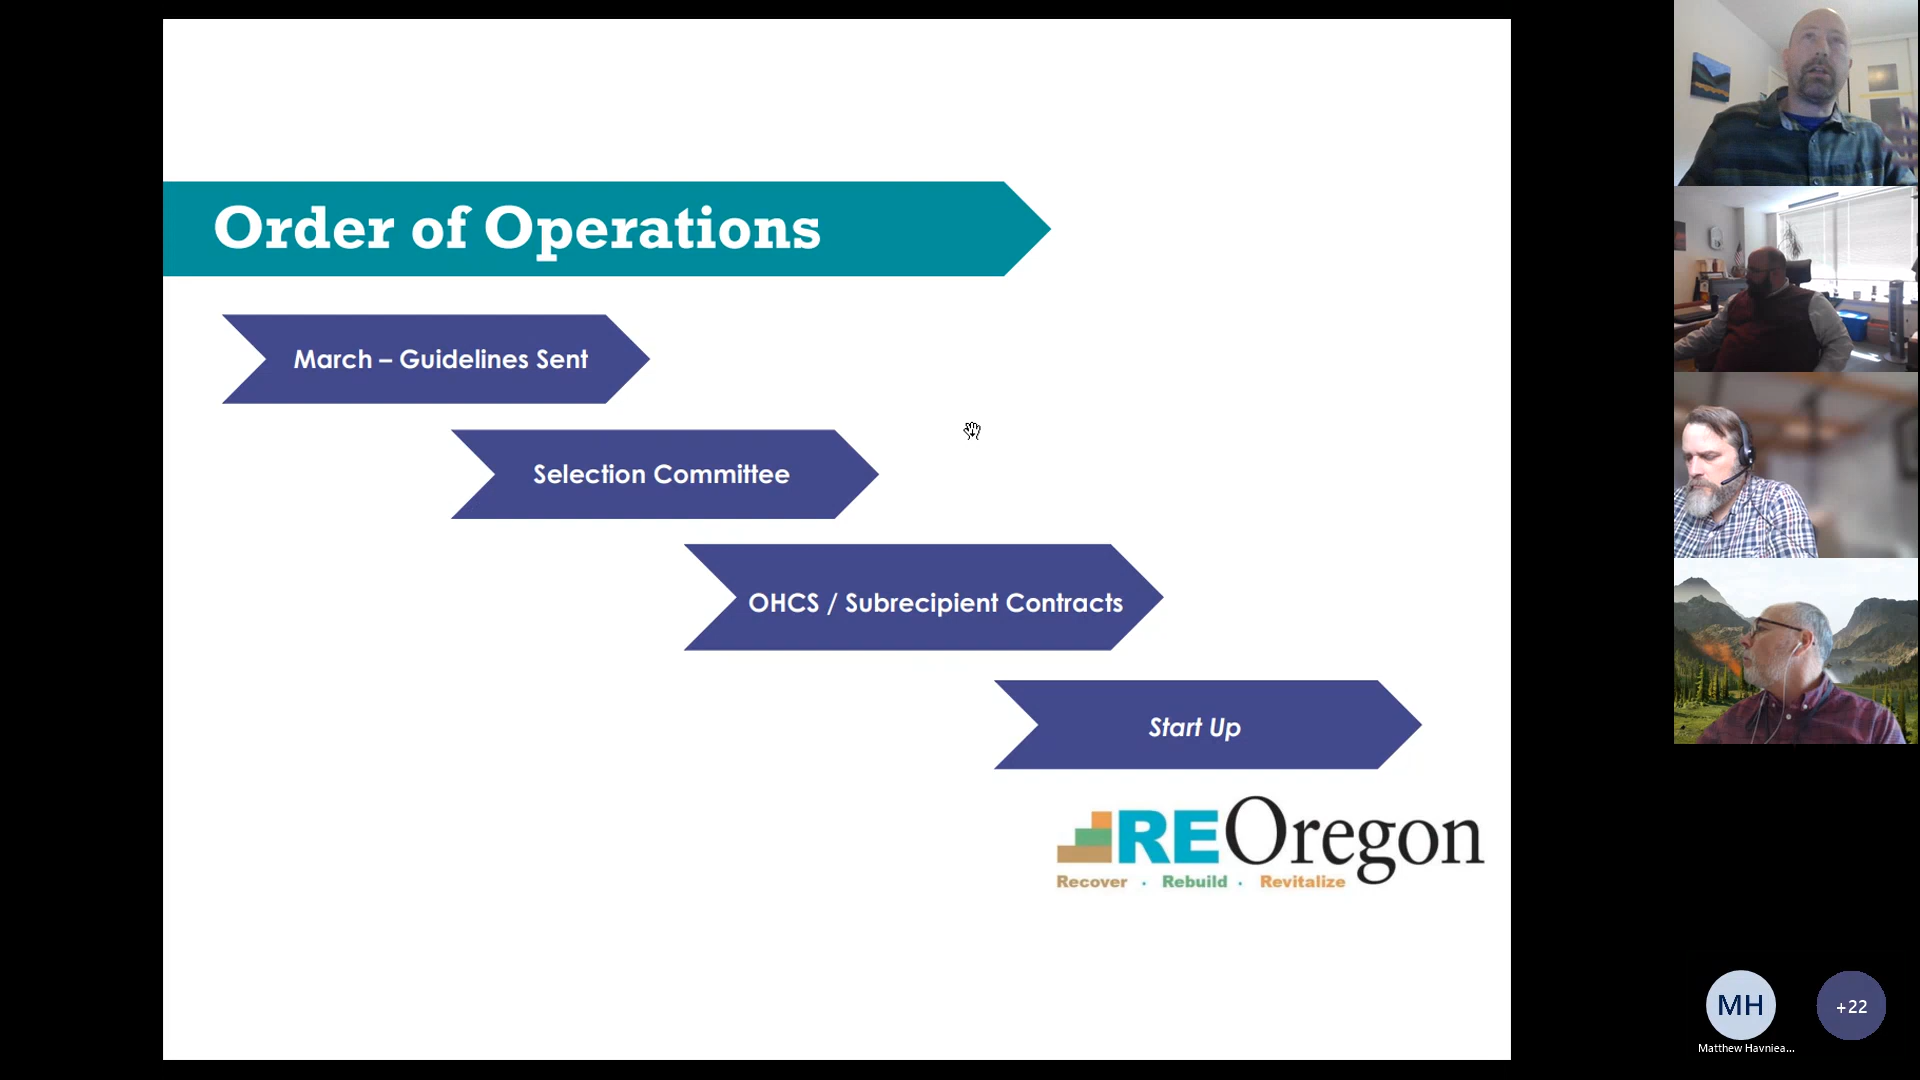 Order of Operations
March – Guidelines Sent
Selection Committee
OHCS / Subrecipient Contracts
Start Up
REOregon
Recover · Rebuild · Revitalize
MH
+22
Matthew Havniea...